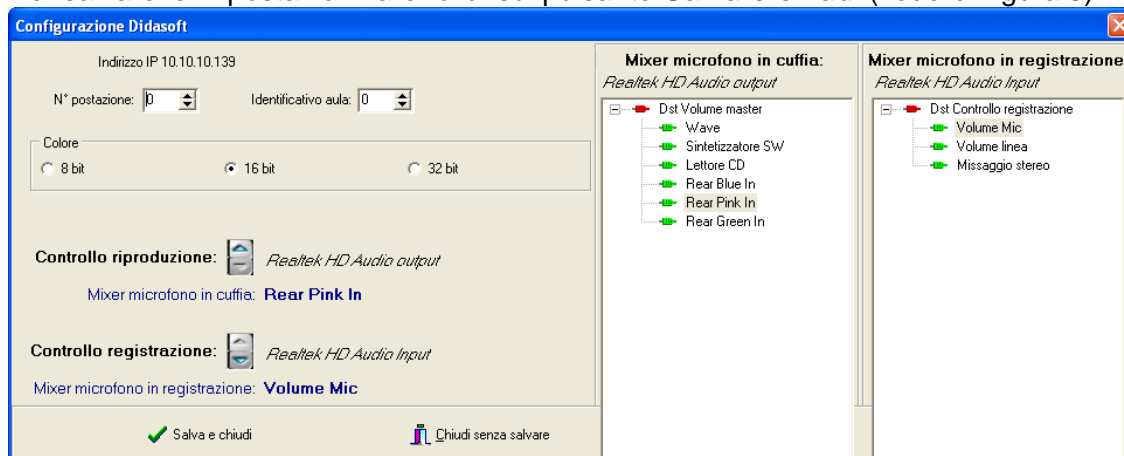 Configurazione Didasoft
Indirizzo IP 10.10.10.139
N° postazione: 0
Identificativo aula: 0
Colore
8 bit
16 bit
32 bit
Controllo riproduzione: Realtek HD Audio output
Mixer microfono in cuffia: Rear Pink In
Controllo registrazione: Realtek HD Audio Input
Mixer microfono in registrazione: Volume Mic
Salva e chiudi
Chiudi senza salvare
Mixer microfono in cuffia:
Realtek HD Audio output
Dst Volume master
Wave
Sintetizzatore SW
Lettore CD
Rear Blue In
Rear Pink In
Rear Green In
Mixer microfono in registrazione
Realtek HD Audio Input
Dst Controllo registrazione
Volume Mic
Volume linea
Missaggio stereo